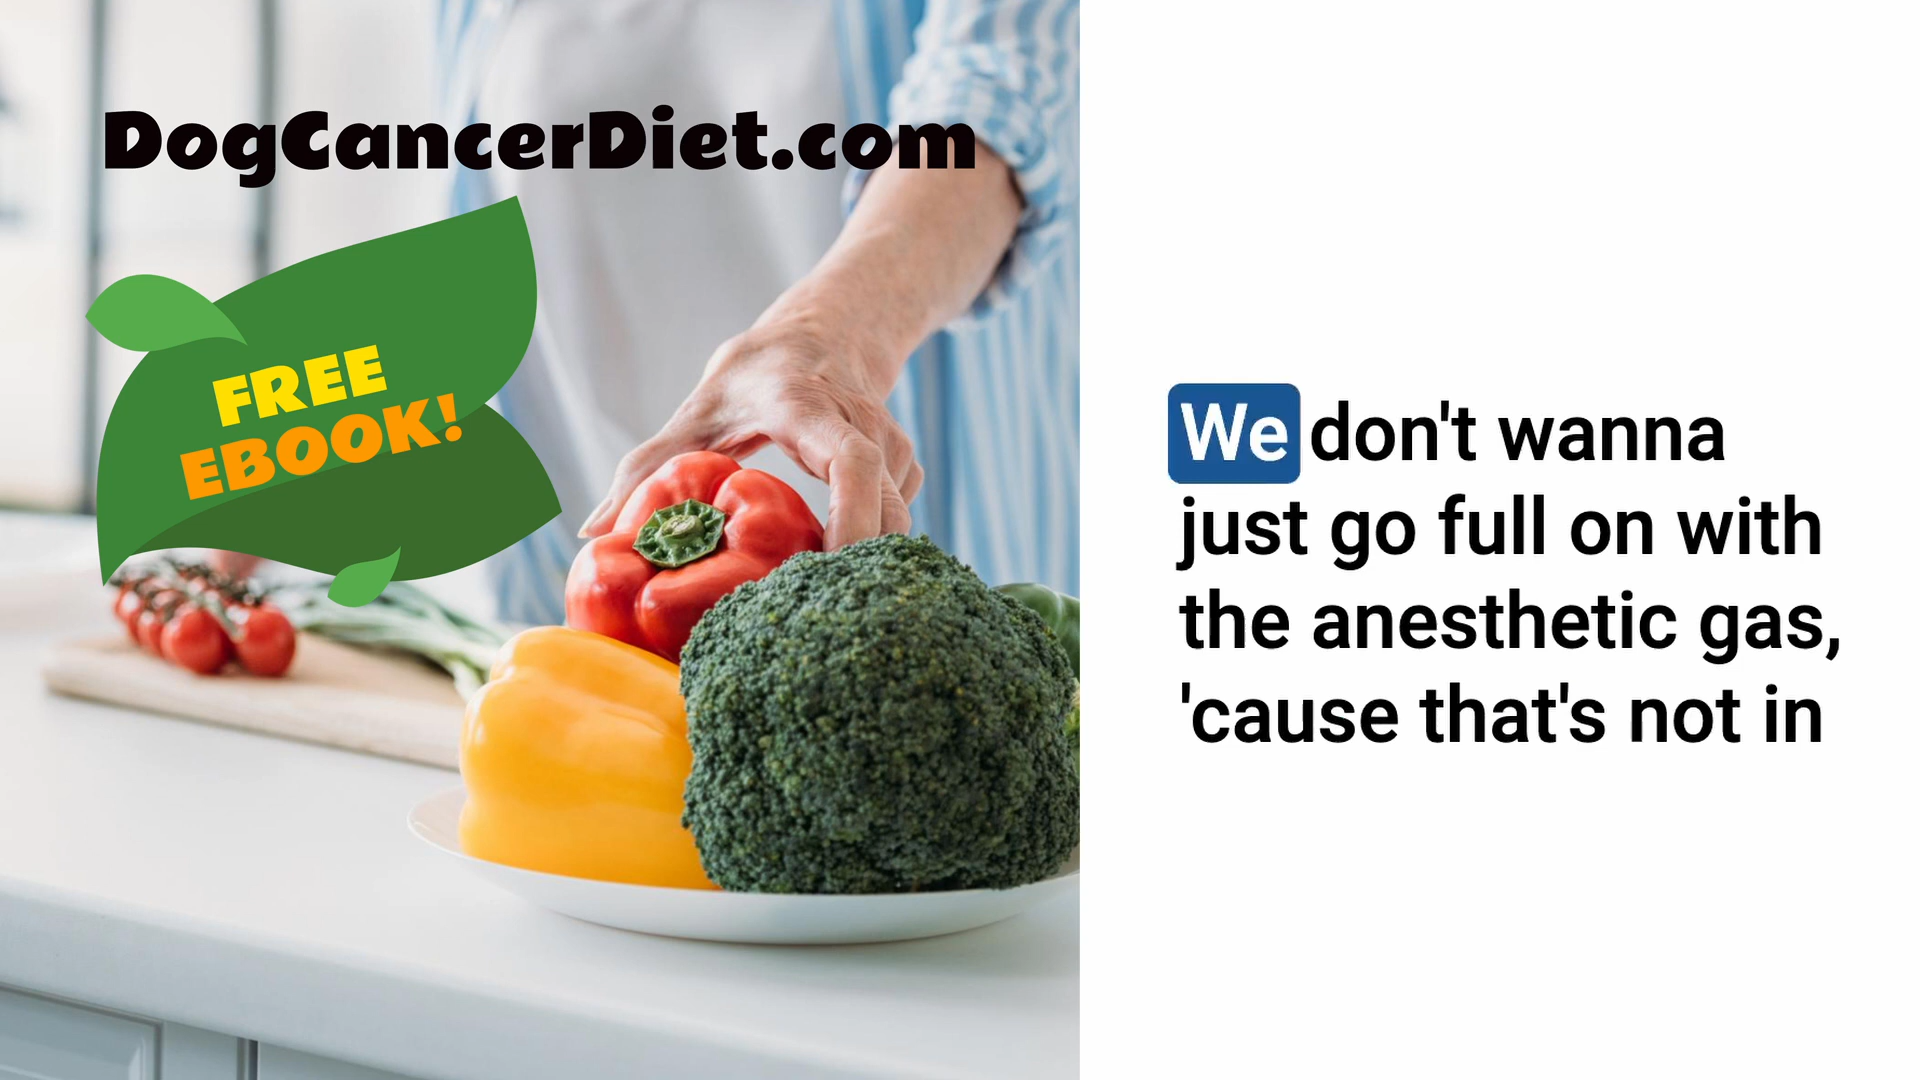 DogCancerDiet.com
FREE
EBOOK!
We don't wanna
just go full on with
the anesthetic gas,
'cause that's not in